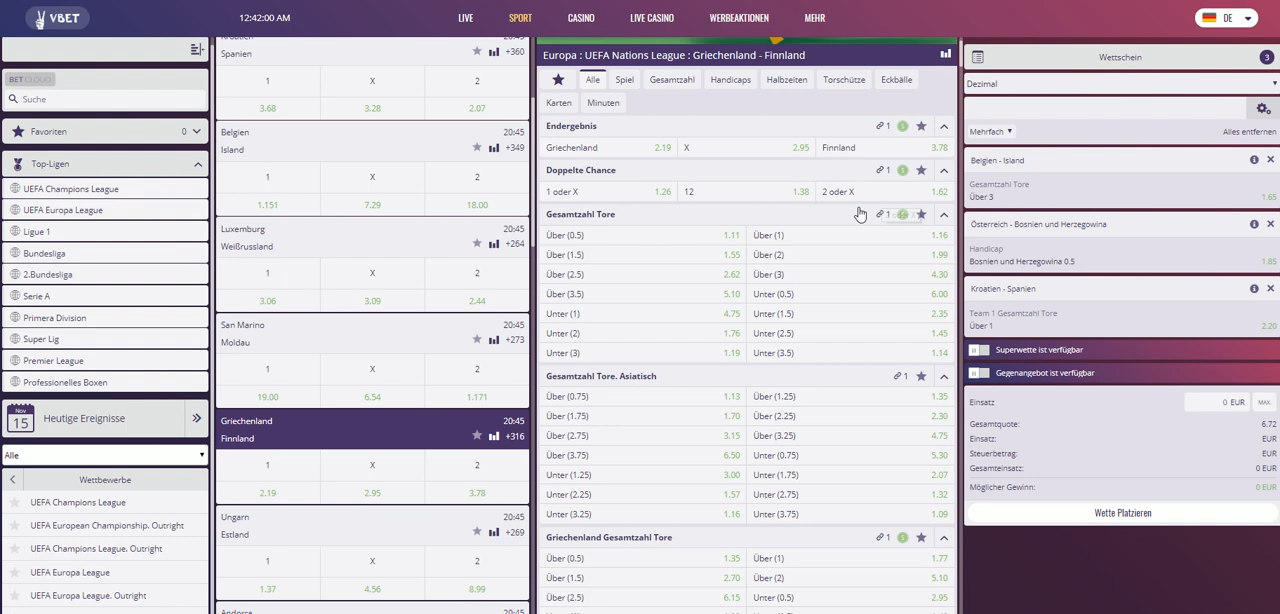 VBET
12:42:00 AM
LIVE
SPORT
CASINO
LIVE CASINO
WERBEAKTIONEN
MEHR
DE
BET CLOUD
Suche
Favoriten 0
Top-Ligen
UEFA Champions League
UEFA Europa League
Ligue 1
Bundesliga
2.Bundesliga
Serie A
Primera Division
Super Lig
Premier League
Professionelles Boxen
Nov 15 Heutige Ereignisse
Alle
Wettbewerbe
UEFA Champions League
UEFA European Championship. Outright
UEFA Champions League. Outright
UEFA Europa League
UEFA Europa League. Outright
Kroatien 20:45
Spanien +360
1 X 2
3.68 3.28 2.07
Belgien 20:45
Island +349
1 X 2
1.151 7.29 18.00
Luxemburg 20:45
Weißrussland +264
1 X 2
3.06 3.09 2.44
San Marino 20:45
Moldau +273
1 X 2
19.00 6.54 1.171
Griechenland 20:45
Finnland +316
1 X 2
2.19 2.95 3.78
Ungarn 20:45
Estland +269
1 X 2
1.37 4.56 8.99
Andorra 20:45
Europa : UEFA Nations League : Griechenland - Finnland
Alle Spiel Gesamtzahl Handicaps Halbzeiten Torschütze Eckbälle
Karten Minuten
Endergebnis 1
Griechenland 2.19 X 2.95 Finnland 3.78
Doppelte Chance 1
1 oder X 1.26 12 1.38 2 oder X 1.62
Gesamtzahl Tore 1
Über (0.5) 1.11 Über (1) 1.16
Über (1.5) 1.55 Über (2) 1.99
Über (2.5) 2.62 Über (3) 4.30
Über (3.5) 5.10 Unter (0.5) 6.00
Unter (1) 4.75 Unter (1.5) 2.35
Unter (2) 1.76 Unter (2.5) 1.45
Unter (3) 1.19 Unter (3.5) 1.14
Gesamtzahl Tore. Asiatisch 1
Über (0.75) 1.13 Über (1.25) 1.35
Über (1.75) 1.70 Über (2.25) 2.30
Über (2.75) 3.15 Über (3.25) 4.75
Über (3.75) 6.50 Unter (0.75) 5.30
Unter (1.25) 3.00 Unter (1.75) 2.07
Unter (2.25) 1.57 Unter (2.75) 1.32
Unter (3.25) 1.16 Unter (3.75) 1.09
Griechenland Gesamtzahl Tore 1
Über (0.5) 1.35 Über (1) 1.77
Über (1.5) 2.70 Über (2) 5.10
Über (2.5) 6.15 Unter (0.5) 2.95
Wettschein 3
Dezimal
Mehrfach Alles entfernen
Belgien - Island
Gesamtzahl Tore
Über 3 1.65
Österreich - Bosnien und Herzegowina
Handicap
Bosnien und Herzegowina 0.5 1.85
Kroatien - Spanien
Team 1 Gesamtzahl Tore
Über 1 2.20
Superwette ist verfügbar
Gegenangebot ist verfügbar
Einsatz 0 EUR MAX.
Gesamtquote: 6.72
Einsatz: EUR
Steuerbetrag: EUR
Gesamteinsatz: 0 EUR
Möglicher Gewinn: 0 EUR
Wette Platzieren